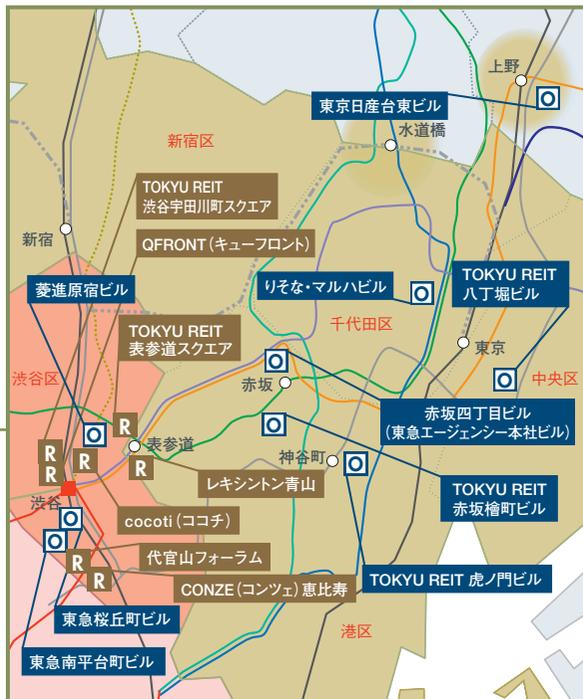 上野
東京日産台東ビル
水道橋
新宿区
TOKYU REIT
渋谷宇田川町スクエア
新宿
QFRONT（キューフロント）
菱進原宿ビル
りそな・マルハビル
TOKYU REIT
八丁堀ビル
TOKYU REIT
表参道スクエア
千代田区
東京
渋谷区
中央区
赤坂
赤坂四丁目ビル
（東急エージェンシー本社ビル）
R
表参道
R
R
R
R
神谷町
レキシントン青山
TOKYU REIT
赤坂檜町ビル
渋谷
cocoti（ココチ）
代官山フォーラム
R
R
TOKYU REIT 虎ノ門ビル
CONZE（コンツェ）恵比寿
東急桜丘町ビル
港区
東急南平台町ビル
O
O
O
O
O
O
O
O
O